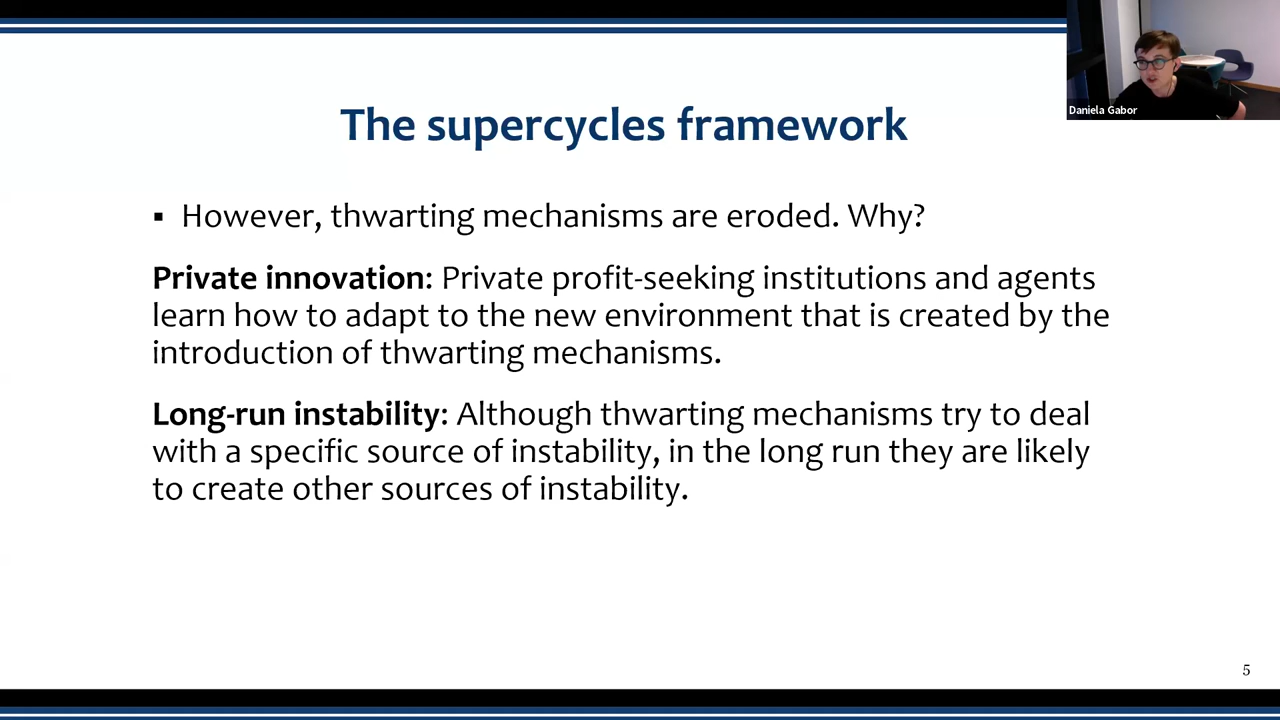 Daniela Gabor
The supercycles framework
▪ However, thwarting mechanisms are eroded. Why?
Private innovation: Private profit-seeking institutions and agents
learn how to adapt to the new environment that is created by the
introduction of thwarting mechanisms.
Long-run instability: Although thwarting mechanisms try to deal
with a specific source of instability, in the long run they are likely
to create other sources of instability.
5